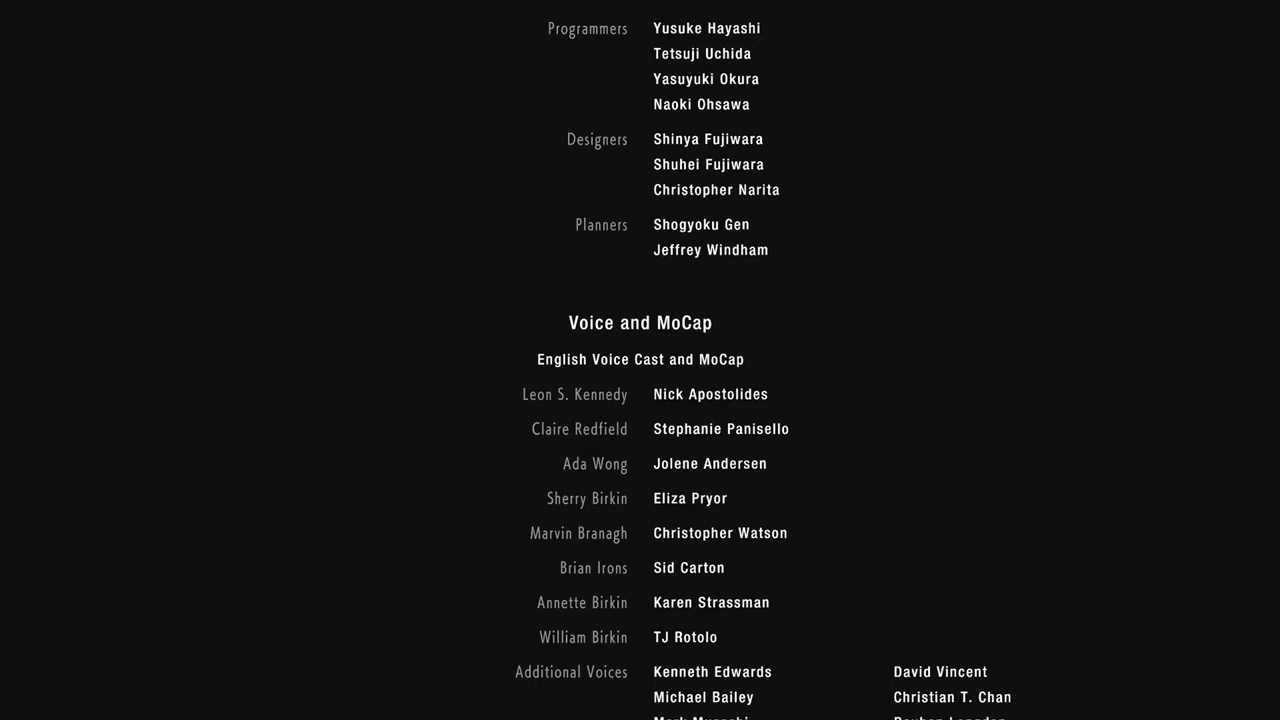 Programmers Yusuke Hayashi
Tetsuji Uchida
Yasuyuki Okura
Naoki Ohsawa
Designers Shinya Fujiwara
Shuhei Fujiwara
Christopher Narita
Planners Shogyoku Gen
Jeffrey Windham
Voice and MoCap
English Voice Cast and MoCap
Leon S. Kennedy Nick Apostolides
Claire Redfield Stephanie Panisello
Ada Wong Jolene Andersen
Sherry Birkin Eliza Pryor
Marvin Branagh Christopher Watson
Brian Irons Sid Carton
Annette Birkin Karen Strassman
William Birkin TJ Rotolo
Additional Voices Kenneth Edwards David Vincent
Michael Bailey Christian T. Chan